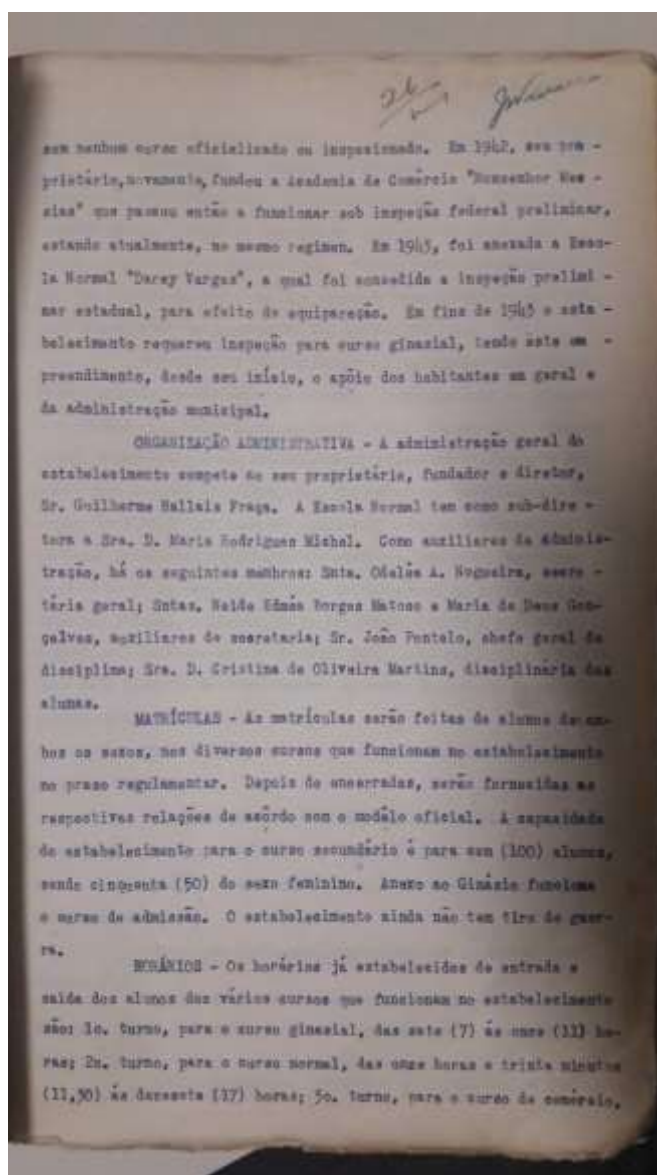 26
sem nenhum curso oficializado ou inspecionado. Em 1942, seu pro -
prietário, novamente, fundou a Academia de Comércio "Monsenhor Mes -
sias" que passou então a funcionar sob inspeção federal preliminar,
estando atualmente, no mesmo regimen. Em 1943, foi anexada a Esco-
la Normal "Darcy Vargas", a qual foi concedida a inspeção prelimi -
nar estadual, para efeito de equiparação. Em fins de 1943 o esta -
belecimento requereu inspeção para curso ginasial, tendo este em -
preendimento, desde seu início, o apôio dos habitantes em geral e
da administração municipal.
ORGANIZAÇÃO ADMINISTRATIVA - A administração geral do
estabelecimento compete ao seu proprietário, fundador e diretor,
Sr. Guilherme Hallais França. A Escola Normal tem como sub-dire -
tora a Sra. D. Maria Rodrigues Michel. Como auxiliares da adminis-
tração, há os seguintes membros: Snta. A. Nogueira, secre -
tária geral; Sntas. Neide Borges Matoso e Maria de Deus Gon-
çalves, auxiliares de secretaria; Sr. João Pontelo, chefe geral da
disciplina; Sra. D. Cristina de Oliveira Martins, disciplinária das
alunas.
MATRÍCULAS - As matrículas serão feitas de alunos de am-
bos os sexos, nos diversos cursos que funcionam no estabelecimento
no prazo regulamentar. Depois de encerradas, serão fornecidas as
respectivas relações de acôrdo com o modêlo oficial. A capacidade
do estabelecimento para o curso secundário é para cem (100) alunos,
sendo cinquenta (50) do sexo feminino. Anexo ao Ginásio funciona
o curso de admissão. O estabelecimento ainda não tem tiro de guer-
ra.
HORÁRIOS - Os horários já estabelecidos de entrada e
saída dos alunos dos vários cursos que funcionam no estabelecimento
são: 1o. turno, para o curso ginasial, das sete (7) ás onze (11) ho-
ras; 2o. turno, para o curso normal, das onze horas e trinta minutos
(11,30) ás dezesete (17) horas; 3o. turno, para o curso de comércio,